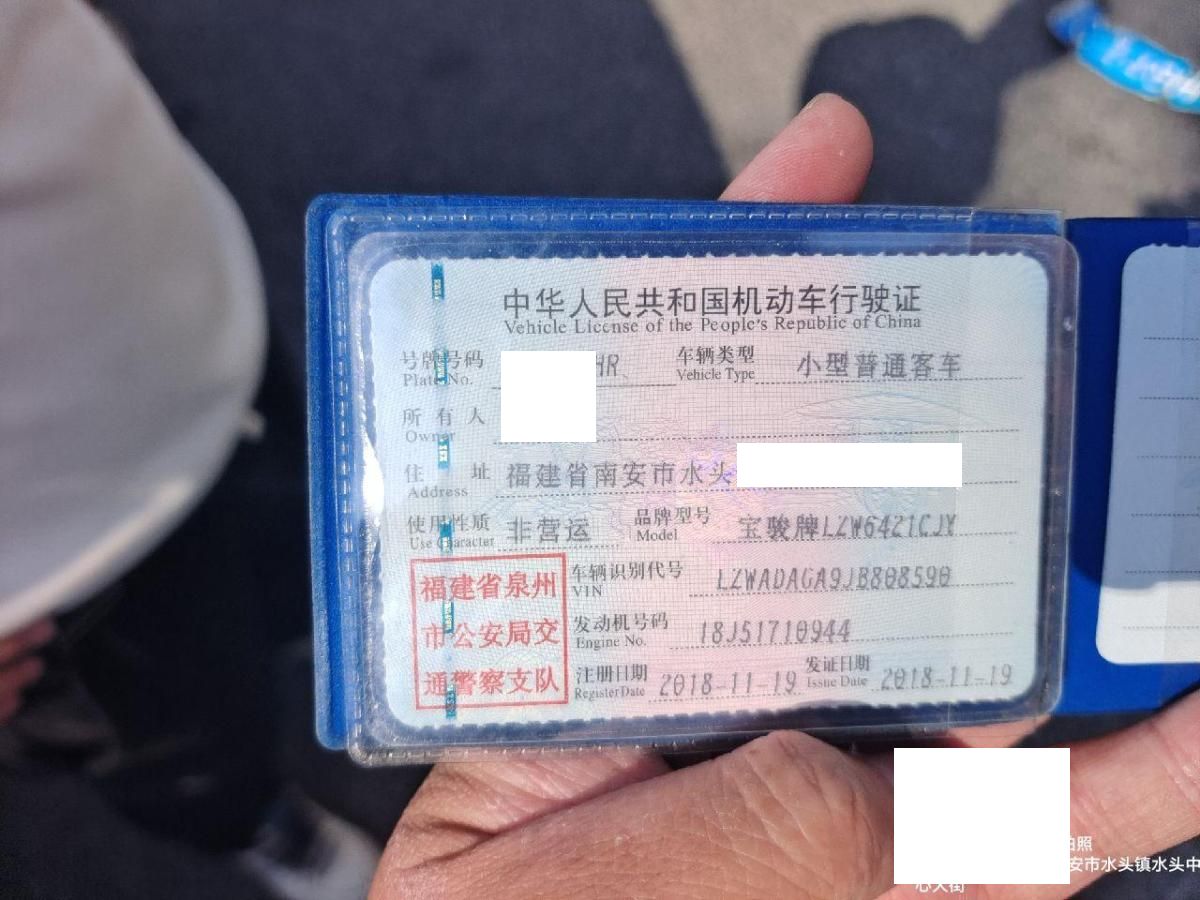 中华人民共和国机动车行驶证
Vehicle License of the People's Republic of China
号牌号码 HR 车辆类型 小型普通客车
Plate No. Vehicle Type
所有人
Owner
住址 福建省南安市水头
Address
使用性质 非营运 品牌型号 宝骏牌LZW6421CJY
Use Character Model
福建省泉州
市公安局交
通警察支队
车辆识别代号 LZWADAGA9JB808590
VIN
发动机号码 18J51710944
Engine No.
注册日期 2018-11-19 发证日期 2018-11-19
Register Date Issue Date
拍照
安市水头镇水头中
心大街